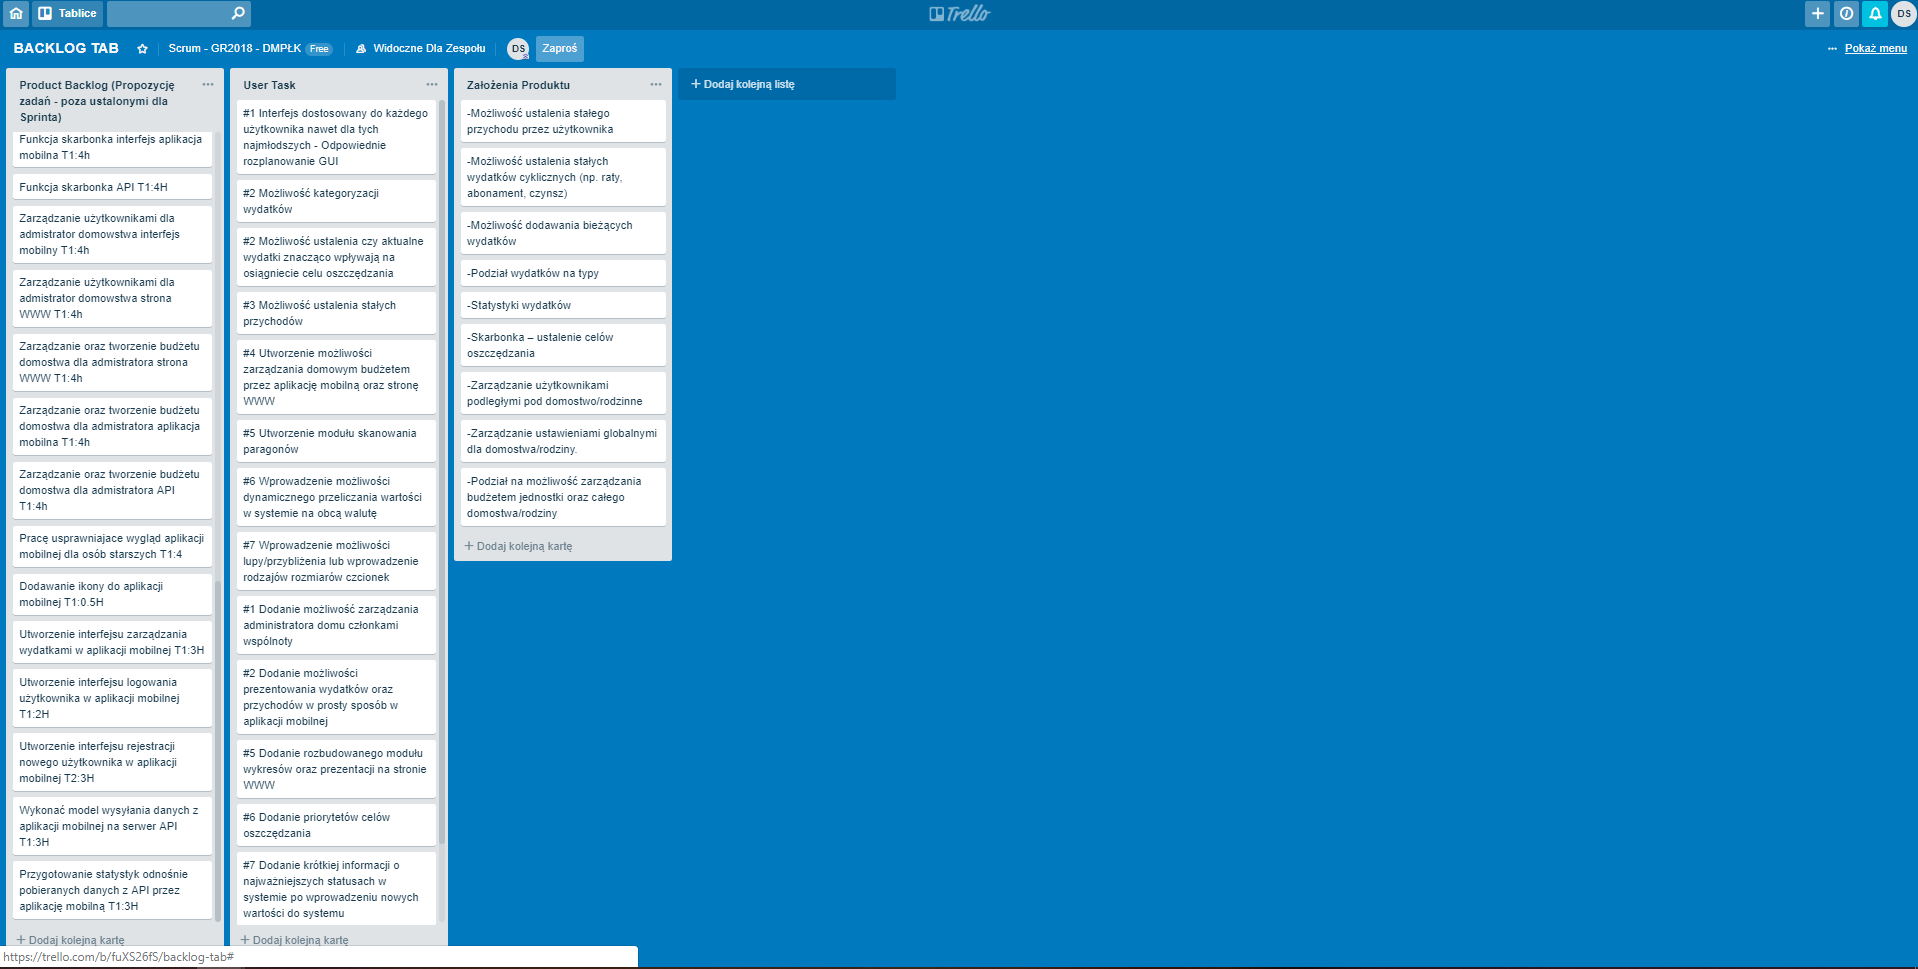 Tablice
Trello
DS
BACKLOG TAB
Scrum - GR2018 - DMPŁK Free
Widoczne Dla Zespołu
DS
Zaproś
... Pokaż menu
Product Backlog (Propozycję
zadań - poza ustalonymi dla
Sprinta)
Funkcja skarbonka interfejs aplikacja
mobilna T1:4h
Funkcja skarbonka API T1:4H
Zarządzanie użytkownikami dla
admistrator domowstwa interfejs
mobilny T1:4h
Zarządzanie użytkownikami dla
admistrator domowstwa strona
WWW T1:4h
Zarządzanie oraz tworzenie budżetu
domostwa dla admistratora strona
WWW T1:4h
Zarządzanie oraz tworzenie budżetu
domostwa dla admistratora aplikacja
mobilna T1:4h
Zarządzanie oraz tworzenie budżetu
domostwa dla admistratora API
T1:4h
Pracę usprawniajace wygląd aplikacji
mobilnej dla osób starszych T1:4
Dodawanie ikony do aplikacji
mobilnej T1:0.5H
Utworzenie interfejsu zarządzania
wydatkami w aplikacji mobilnej T1:3H
Utworzenie interfejsu logowania
użytkownika w aplikacji mobilnej
T1:2H
Utworzenie interfejsu rejestracji
nowego użytkownika w aplikacji
mobilnej T2:3H
Wykonać model wysyłania danych z
aplikacji mobilnej na serwer API
T1:3H
Przygotowanie statystyk odnośnie
pobieranych danych z API przez
aplikację mobilną T1:3H
+ Dodaj kolejną kartę
User Task
#1 Interfejs dostosowany do każdego
użytkownika nawet dla tych
najmłodszych - Odpowiednie
rozplanowanie GUI
#2 Możliwość kategoryzacji
wydatków
#2 Możliwość ustalenia czy aktualne
wydatki znacząco wpływają na
osiągniecie celu oszczędzania
#3 Możliwość ustalenia stałych
przychodów
#4 Utworzenie możliwości
zarządzania domowym budżetem
przez aplikację mobilną oraz stronę
WWW
#5 Utworzenie modułu skanowania
paragonów
#6 Wprowadzenie możliwości
dynamicznego przeliczania wartości
w systemie na obcą walutę
#7 Wprowadzenie możliwości
lupy/przybliżenia lub wprowadzenie
rodzajów rozmiarów czcionek
#1 Dodanie możliwość zarządzania
administratora domu członkami
wspólnoty
#2 Dodanie możliwości
prezentowania wydatków oraz
przychodów w prosty sposób w
aplikacji mobilnej
#5 Dodanie rozbudowanego modułu
wykresów oraz prezentacji na stronie
WWW
#6 Dodanie priorytetów celów
oszczędzania
#7 Dodanie krótkiej informacji o
najważniejszych statusach w
systemie po wprowadzeniu nowych
wartości do systemu
+ Dodaj kolejną kartę
Założenia Produktu
-Możliwość ustalenia stałego
przychodu przez użytkownika
-Możliwość ustalenia stałych
wydatków cyklicznych (np. raty,
abonament, czynsz)
-Możliwość dodawania bieżących
wydatków
-Podział wydatków na typy
-Statystyki wydatków
-Skarbonka – ustalenie celów
oszczędzania
-Zarządzanie użytkownikami
podległymi pod domostwo/rodzinne
-Zarządzanie ustawieniami globalnymi
dla domostwa/rodziny.
-Podział na możliwość zarządzania
budżetem jednostki oraz całego
domostwa/rodziny
+ Dodaj kolejną kartę
+ Dodaj kolejną listę
https://trello.com/b/fuXS26fS/backlog-tab#